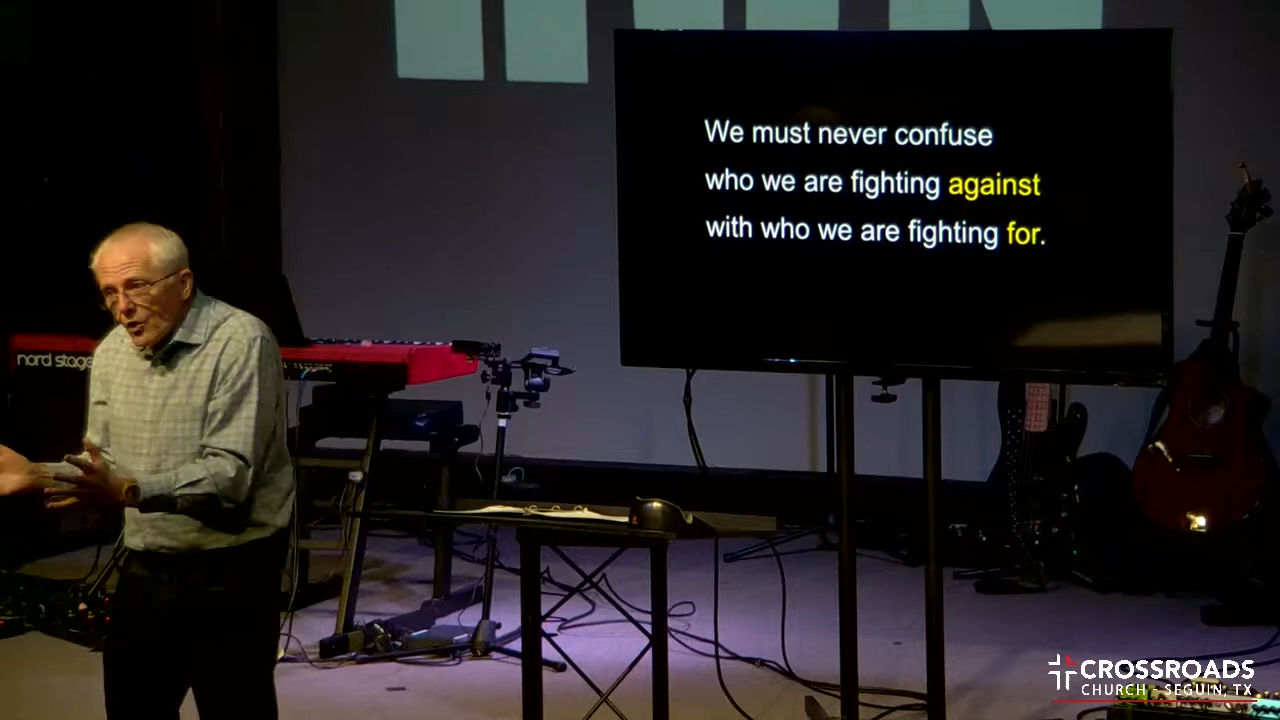 We must never confuse
who we are fighting against
with who we are fighting for.
nord stage
CROSSROADS
CHURCH - SEGUIN, TX